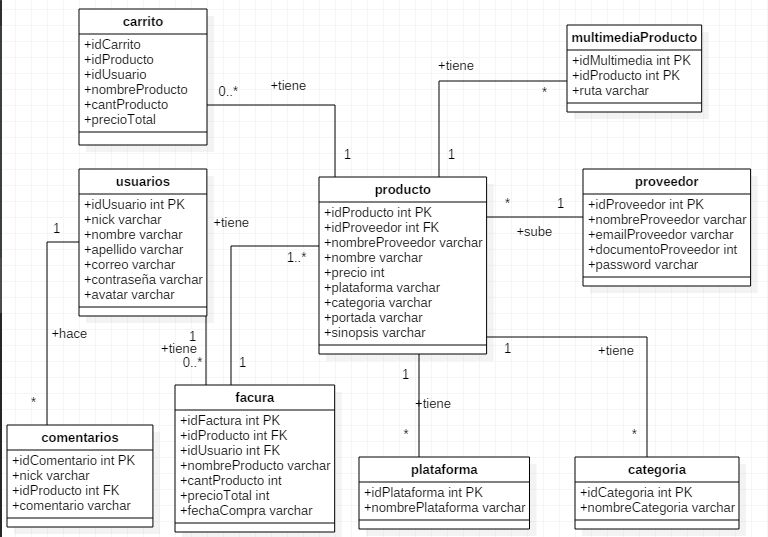 carrito
+idCarrito
+idProducto
+idUsuario
+nombreProducto
+cantProducto
+precioTotal
0..*
+tiene
1
+tiene
*
1
multimediaProducto
+idMultimedia int PK
+idProducto int PK
+ruta varchar
usuarios
+idUsuario int PK
+nick varchar
+nombre varchar
+apellido varchar
+correo varchar
+contraseña varchar
+avatar varchar
producto
+idProducto int PK
+idProveedor int FK
+nombreProveedor varchar
+nombre varchar
+precio int
+plataforma varchar
+categoria varchar
+portada varchar
+sinopsis varchar
*
1
+sube
proveedor
+idProveedor int PK
+nombreProveedor varchar
+emailProveedor varchar
+documentoProveedor int
+password varchar
1
+hace
*
+tiene
1..*
1
1
+tiene
0..*
1
+tiene
*
1
+tiene
*
comentarios
+idComentario int PK
+nick varchar
+idProducto int FK
+comentario varchar
facura
+idFactura int PK
+idProducto int FK
+idUsuario int FK
+nombreProducto varchar
+cantProducto int
+precioTotal int
+fechaCompra varchar
plataforma
+idPlataforma int PK
+nombrePlataforma varchar
categoria
+idCategoria int PK
+nombreCategoria varchar